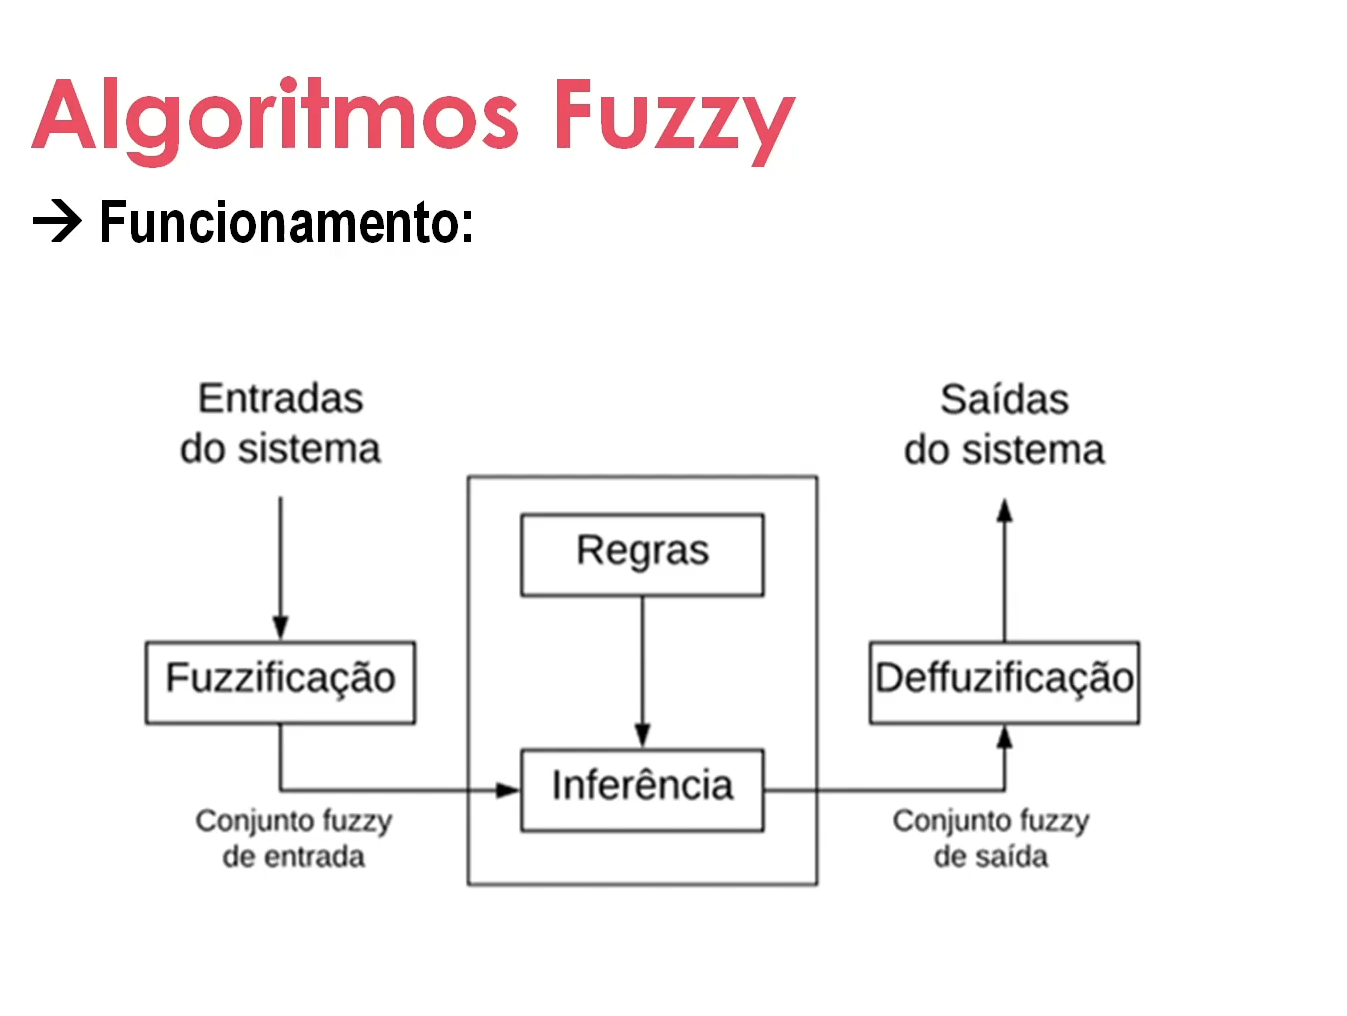 Algoritmos Fuzzy
→ Funcionamento:
Entradas
do sistema
Saídas
do sistema
Regras
Fuzzificação
Deffuzificação
Inferência
Conjunto fuzzy
de entrada
Conjunto fuzzy
de saída